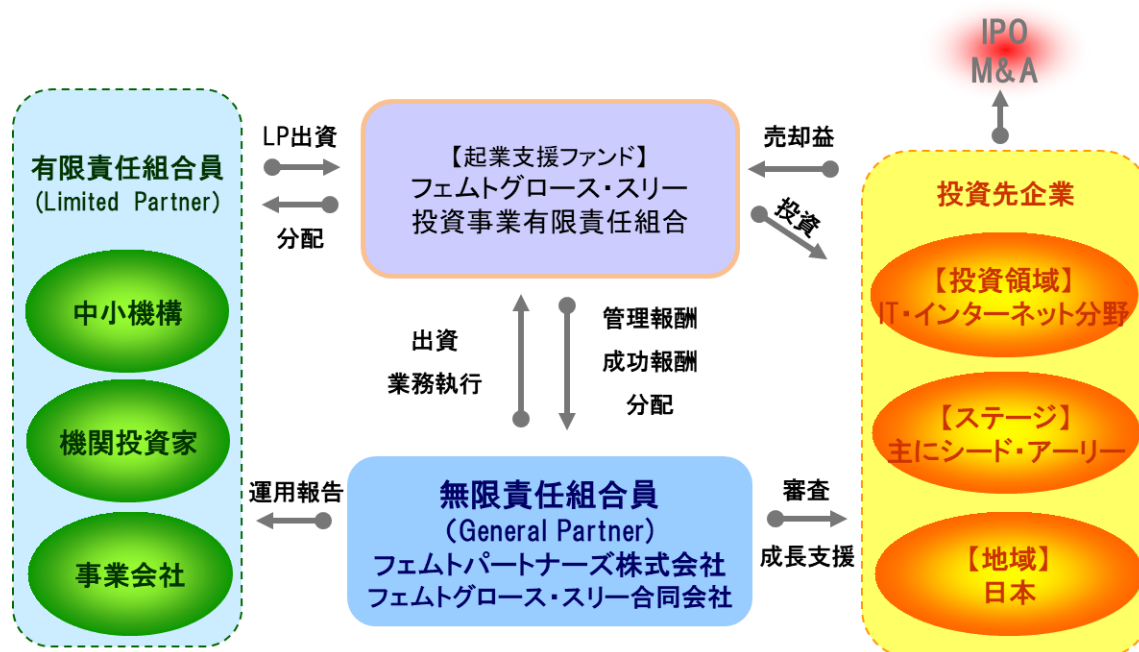 IPO
M&A
有限責任組合員
(Limited Partner)
中小機構
機関投資家
事業会社
LP出資
分配
【起業支援ファンド】
フェムトグロース・スリー
投資事業有限責任組合
売却益
投資
出資
業務執行
管理報酬
成功報酬
分配
運用報告
無限責任組合員
(General Partner)
フェムトパートナーズ株式会社
フェムトグロース・スリー合同会社
審査
成長支援
投資先企業
【投資領域】
IT・インターネット分野
【ステージ】
主にシード・アーリー
【地域】
日本